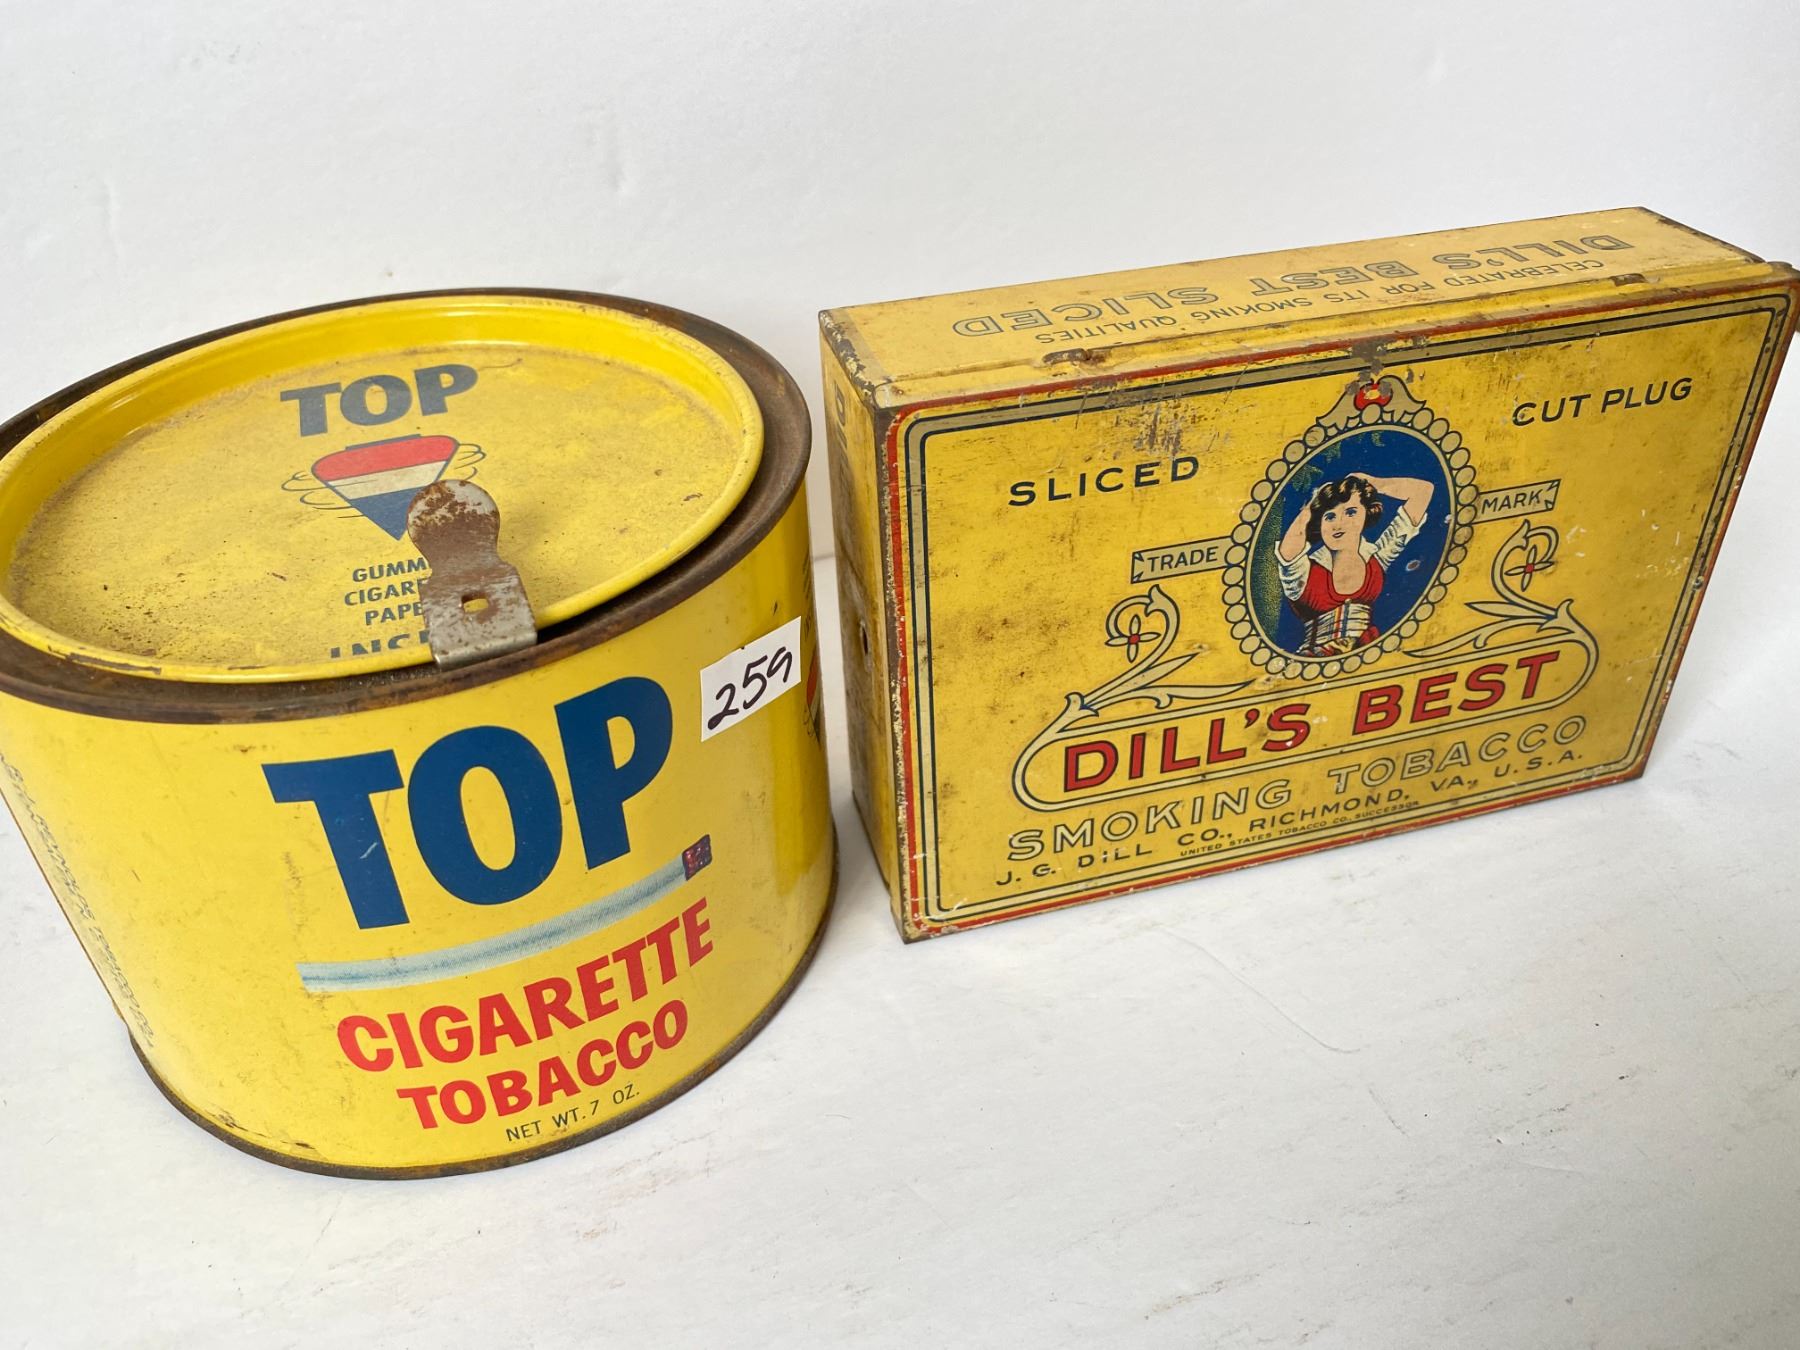 TOP
GUMM
CIGAR
PAPE
TOP
CIGARETTE
TOBACCO
NET WT. 7 OZ.
259
CELEBRATED FOR ITS SMOKING QUALITIES
DILL'S BEST SLICED
SLICED
CUT PLUG
TRADE
MARK
DILL'S BEST
SMOKING TOBACCO
J. G. DILL CO., RICHMOND, VA., U.S.A.
UNITED STATES TOBACCO CO., SUCCESSOR